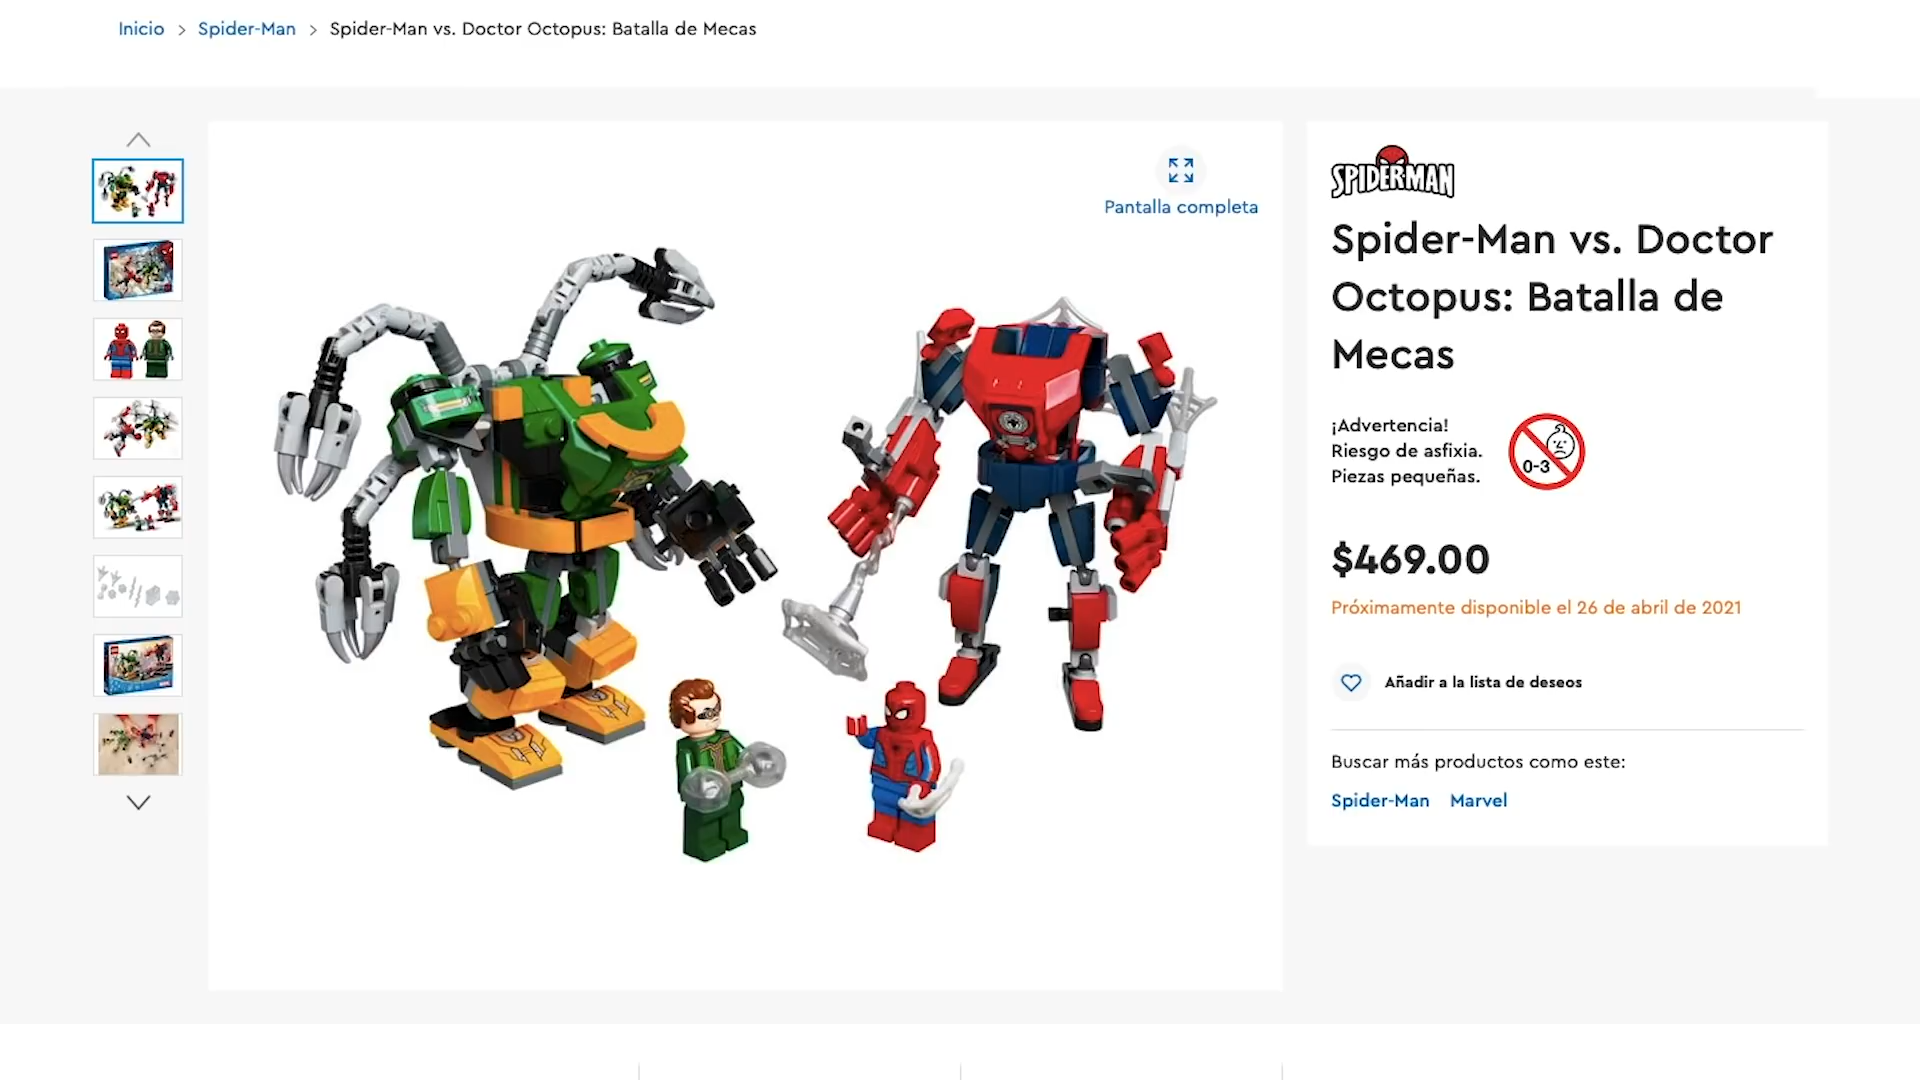 Inicio > Spider-Man > Spider-Man vs. Doctor Octopus: Batalla de Mecas
Pantalla completa
SPIDER-MAN
Spider-Man vs. Doctor
Octopus: Batalla de
Mecas
¡Advertencia!
Riesgo de asfixia.
Piezas pequeñas.
0-3
$469.00
Próximamente disponible el 26 de abril de 2021
Añadir a la lista de deseos
Buscar más productos como este:
Spider-Man Marvel